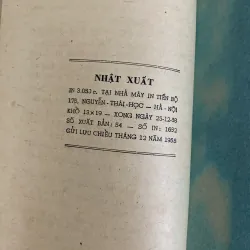 NHẬT XUẤT
IN 3.080 n. TẠI NHÀ MÁY IN TIẾN BỘ
175, NGUYỄN-THÁI-HỌC — HÀ-NỘI
KHỔ 13×19 — XONG NGÀY 25-12-58
SỐ XUẤT BẢN: 54 — SỐ IN: 1692
GỬI LƯU CHIỂU THÁNG 12 NĂM 1958